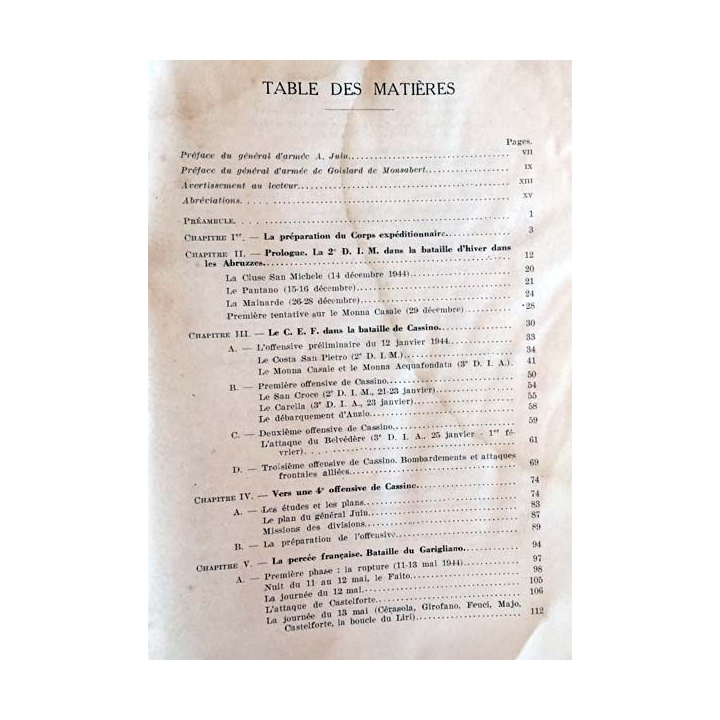 TABLE DES MATIÈRES
Pages.
Préface du général d'armée A. Juin. VII
Préface du général d'armée de Goislard de Monsabert. IX
Avertissement au lecteur. XIII
Abréviations. XV
PRÉAMBULE. 1
CHAPITRE Ier. — La préparation du Corps expéditionnaire. 3
CHAPITRE II. — Prologue. La 2e D. I. M. dans la bataille d'hiver dans
les Abruzzes. 12
La Cluse San Michele (14 décembre 1944) 20
Le Pantano (15-16 décembre) 21
La Mainarde (26-28 décembre) 24
Première tentative sur le Monna Casale (29 décembre) 28
CHAPITRE III. — Le C. E. F. dans la bataille de Cassino. 30
A. — L'offensive préliminaire du 12 janvier 1944. 33
Le Costa San Pietro (2e D. I. M.) 34
Le Monna Casale et le Monna Acquafondata (3e D. I. A.). 41
B. — Première offensive de Cassino. 50
Le San Croce (2e D. I. M., 21-23 janvier) 54
Le Carella (3e D. I. A., 23 janvier) 55
Le débarquement d'Anzio. 58
C. — Deuxième offensive de Cassino. 59
L'attaque du Belvédère (3e D. I. A., 25 janvier - 1er fé-
vrier) 61
D. — Troisième offensive de Cassino. Bombardements et attaques
frontales alliées. 69
CHAPITRE IV. — Vers une 4e offensive de Cassino. 74
A. — Les études et les plans. 74
Le plan du général Juin. 83
Missions des divisions. 87
B. — La préparation de l'offensive. 89
CHAPITRE V. — La percée française. Bataille du Garigliano. 94
A. — Première phase : la rupture (11-13 mai 1944) 97
Nuit du 11 au 12 mai, le Faito. 98
La journée du 12 mai. 105
L'attaque de Castelforte. 106
La journée du 13 mai (Cérasola, Girofano, Feuci, Majo,
Castelforte, la boucle du Liri) 112